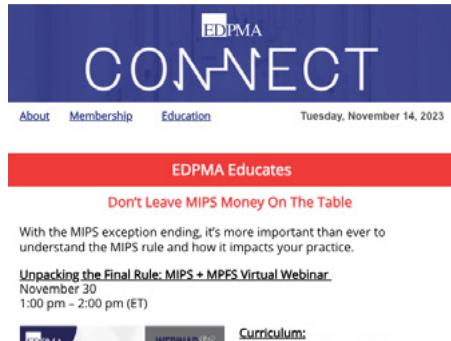 EDPMA
CONNECT
About Membership Education Tuesday, November 14, 2023
EDPMA Educates
Don't Leave MIPS Money On The Table
With the MIPS exception ending, it's more important than ever to
understand the MIPS rule and how it impacts your practice.
Unpacking the Final Rule: MIPS + MPFS Virtual Webinar
November 30
1:00 pm – 2:00 pm (ET)
EDPMA WEBINAR Curriculum: